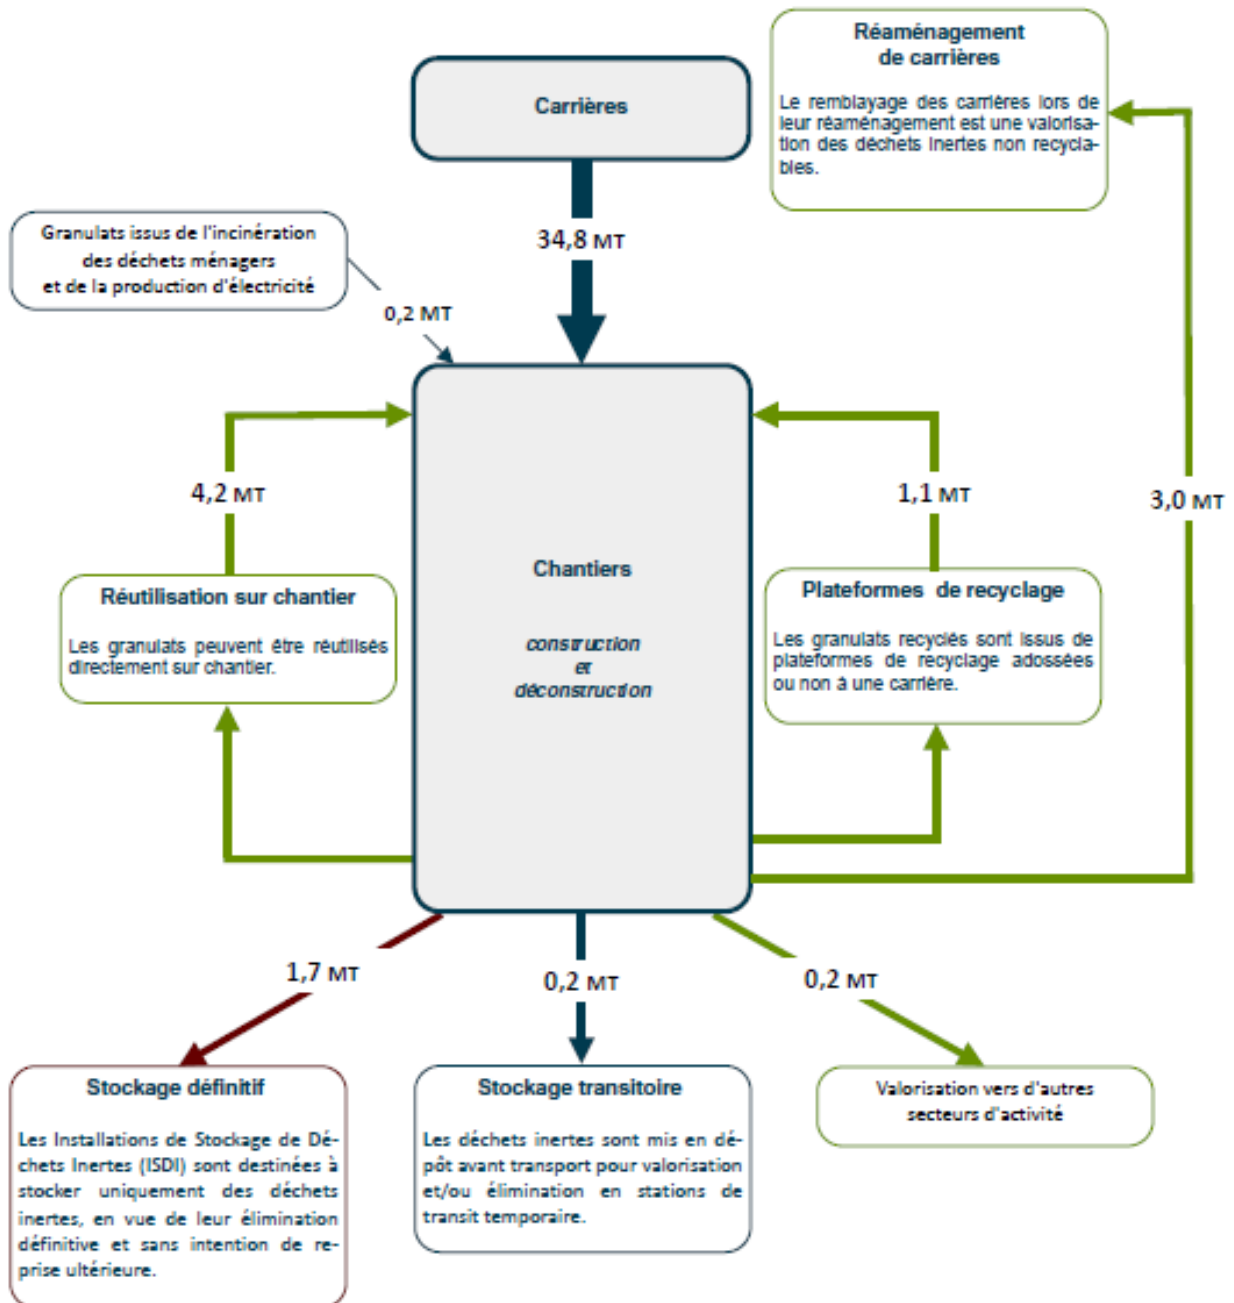 Réaménagement
de carrières
Le remblayage des carrières lors de
leur réaménagement est une valorisa-
tion des déchets inertes non recycla-
bles.
Carrières
34,8 MT
Granulats issus de l'incinération
des déchets ménagers
et de la production d'électricité
0,2 MT
4,2 MT
1,1 MT
3,0 MT
Chantiers
construction
et
déconstruction
Réutilisation sur chantier
Les granulats peuvent être réutilisés
directement sur chantier.
Plateformes de recyclage
Les granulats recyclés sont issus de
plateformes de recyclage adossées
ou non à une carrière.
1,7 MT
0,2 MT
0,2 MT
Stockage définitif
Les Installations de Stockage de Dé-
chets Inertes (ISDI) sont destinées à
stocker uniquement des déchets
inertes, en vue de leur élimination
définitive et sans intention de re-
prise ultérieure.
Stockage transitoire
Les déchets inertes sont mis en dé-
pôt avant transport pour valorisation
et/ou élimination en stations de
transit temporaire.
Valorisation vers d'autres
secteurs d'activité